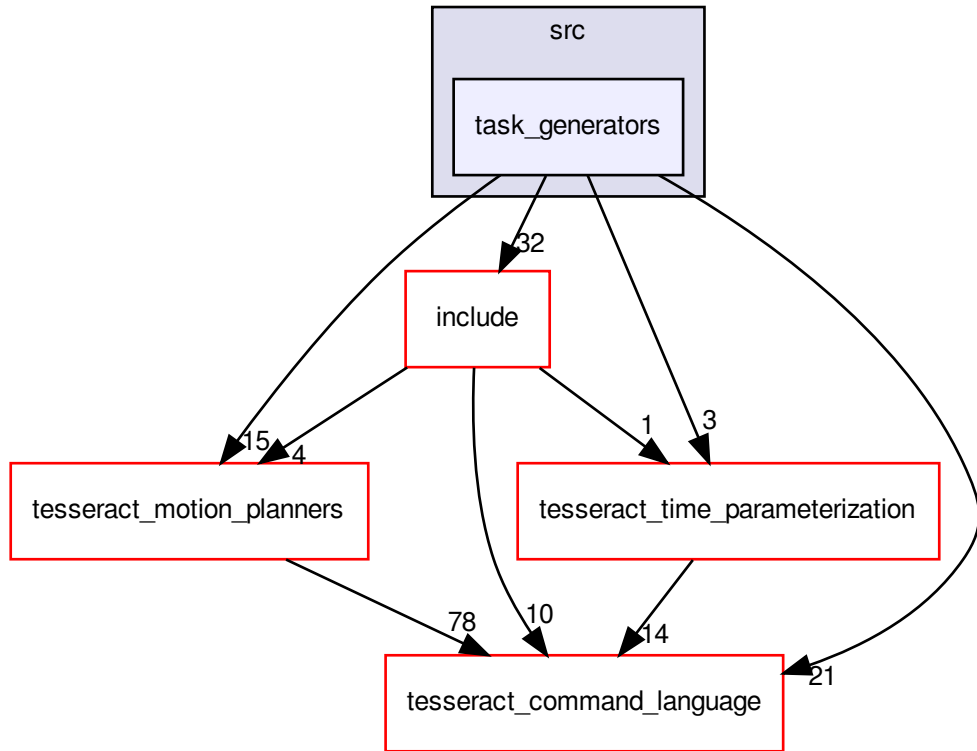 src
task_generators
32
include
15
4
1
3
tesseract_motion_planners
tesseract_time_parameterization
78
10
14
21
tesseract_command_language